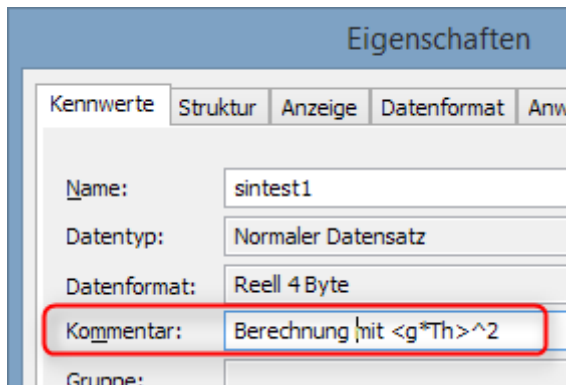 Eigenschaften
Kennwerte Struktur Anzeige Datenformat
Name: sintest1
Datentyp: Normaler Datensatz
Datenformat: Reell 4 Byte
Kommentar: Berechnung mit <g*Th>^2
Gruppe: